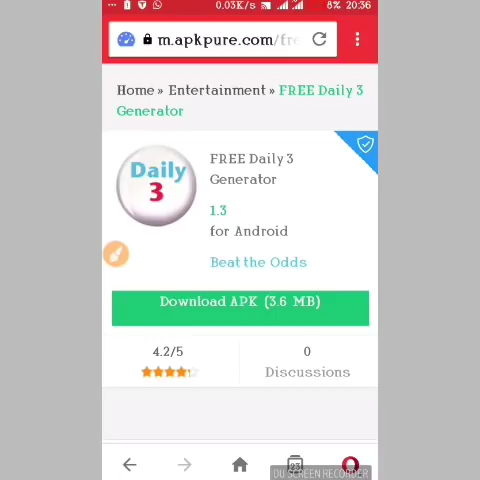 0.03K/s 8% 20:36
m.apkpure.com/fre
Home » Entertainment » FREE Daily 3
Generator
Daily
3
FREE Daily 3
Generator
1.3
for Android
Beat the Odds
Download APK (3.6 MB)
4.2/5
0
Discussions
123
DU SCREEN RECORDER